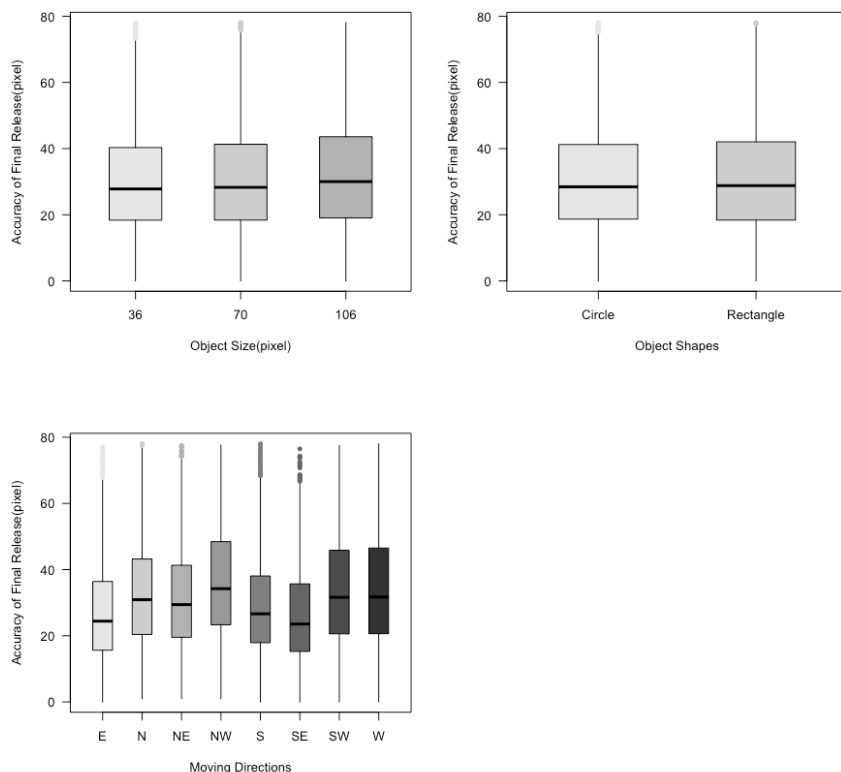 80
60
40
20
0
Accuracy of Final Release(pixel)
36 70 106
Object Size(pixel)
80
60
40
20
0
Accuracy of Final Release(pixel)
Circle Rectangle
Object Shapes
80
60
40
20
0
Accuracy of Final Release(pixel)
E N NE NW S SE SW W
Moving Directions